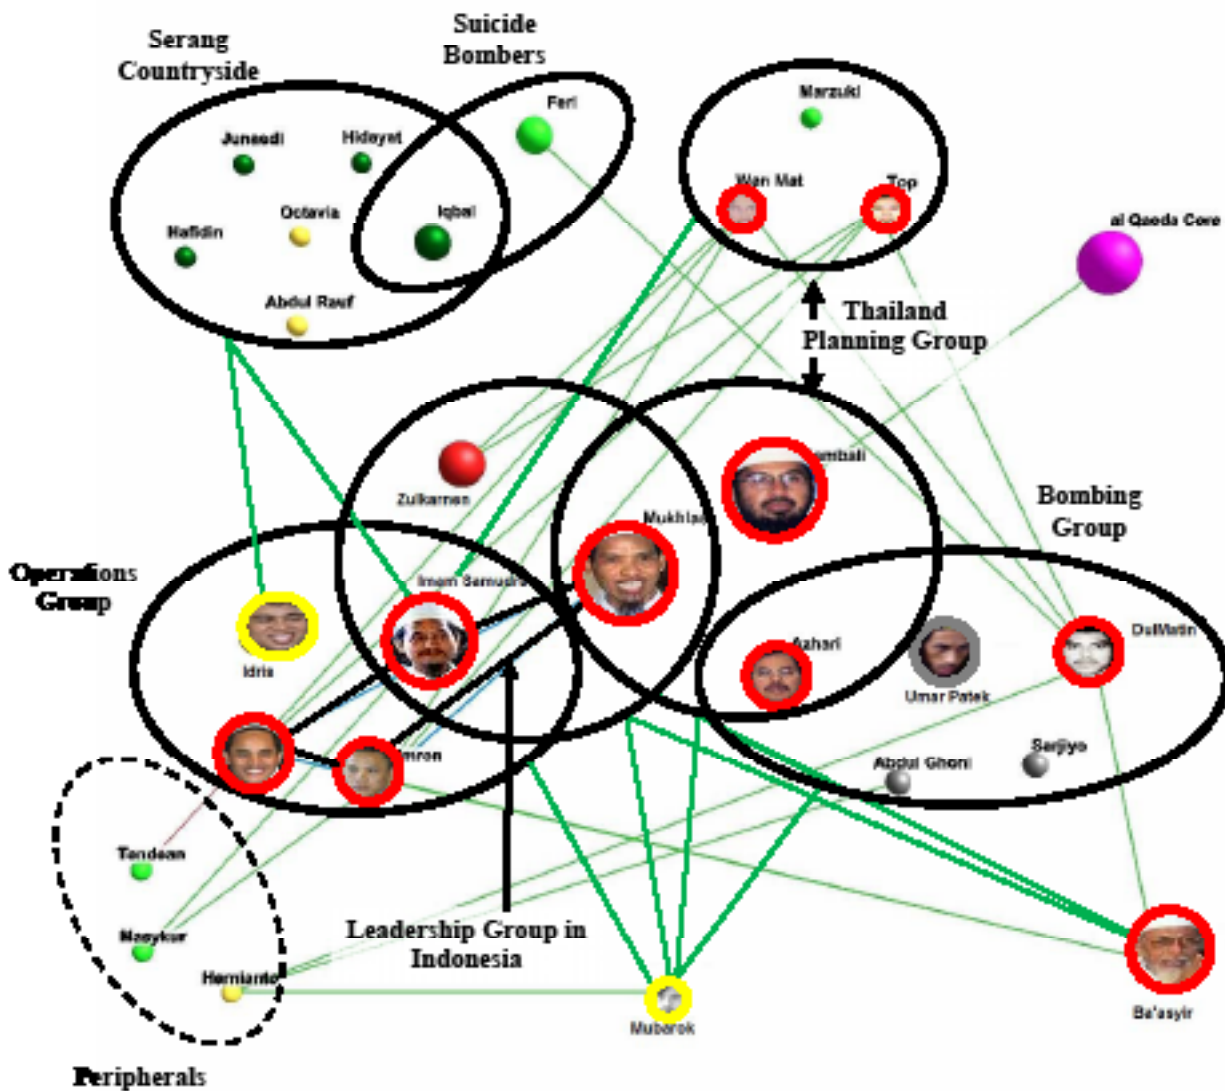 Serang
Countryside
Suicide
Bombers
Feri
Marzuki
Junaedi
Hidayat
Wan Mat
Top
Octavia
Iqbal
Hafidin
al Qaeda Core
Abdul Rauf
Thailand
Planning Group
embali
Zulkarnen
Mukhlas
Bombing
Group
Operations
Group
Imam Samudra
Idris
Azhari
DulMatin
Umar Patek
Imron
Abdul Ghoni
Sarjiyo
Tendean
Masykur
Leadership Group in
Indonesia
Hernianto
Mubarok
Ba'asyir
Peripherals